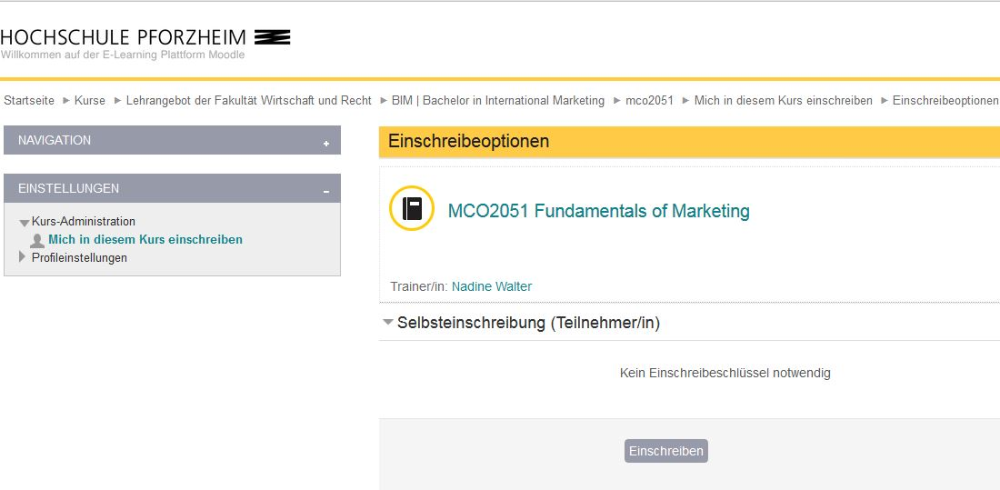 HOCHSCHULE PFORZHEIM
Willkommen auf der E-Learning Plattform Moodle
Startseite Kurse Lehrangebot der Fakultät Wirtschaft und Recht BIM | Bachelor in International Marketing mco2051 Mich in diesem Kurs einschreiben Einschreibeoptionen
NAVIGATION
EINSTELLUNGEN
Kurs-Administration
Mich in diesem Kurs einschreiben
Profileinstellungen
Einschreibeoptionen
MCO2051 Fundamentals of Marketing
Trainer/in: Nadine Walter
Selbsteinschreibung (Teilnehmer/in)
Kein Einschreibeschlüssel notwendig
Einschreiben